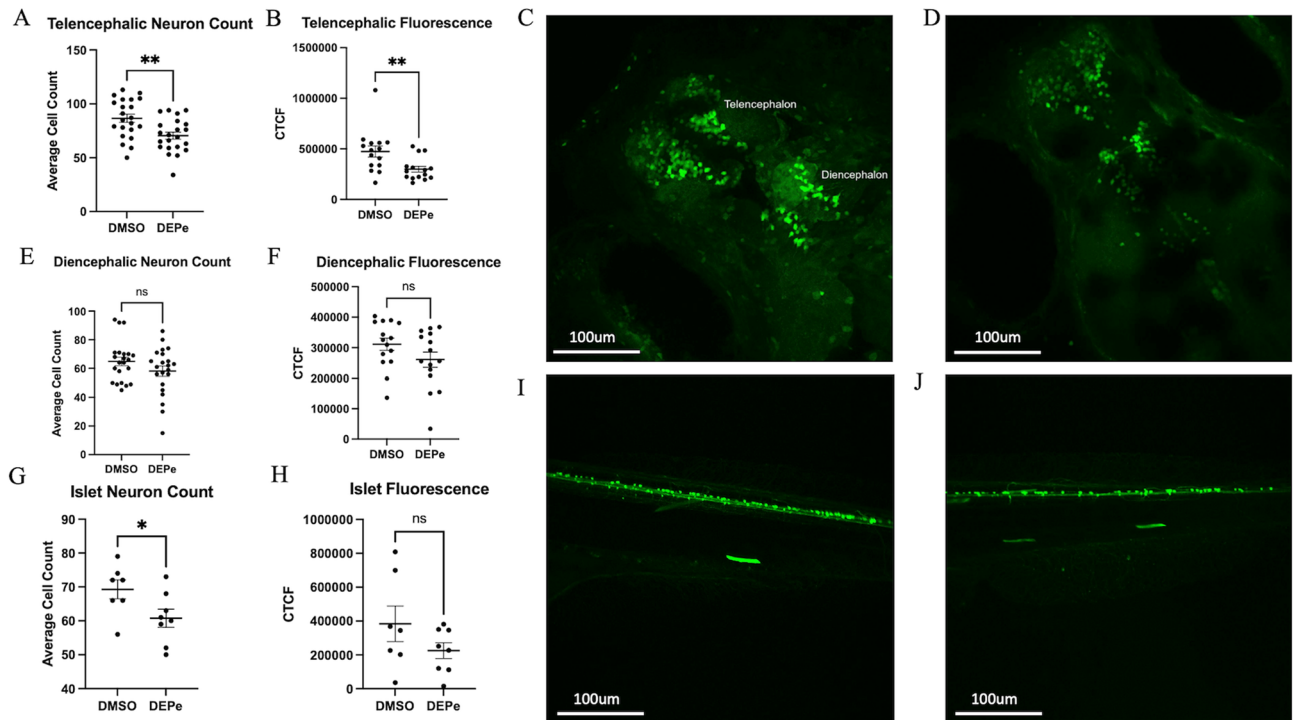 A
Telencephalic Neuron Count
**
Average Cell Count
150
100
50
0
DMSO DEPe
B
Telencephalic Fluorescence
**
CTCF
1500000
1000000
500000
0
DMSO DEPe
C
Telencephalon
Diencephalon
100um
D
100um
E
Diencephalic Neuron Count
ns
Average Cell Count
100
80
60
40
20
0
DMSO DEPe
F
Diencephalic Fluorescence
ns
CTCF
500000
400000
300000
200000
100000
0
DMSO DEPe
G
Islet Neuron Count
*
Average Cell Count
90
80
70
60
50
40
DMSO DEPe
H
Islet Fluorescence
ns
CTCF
1000000
800000
600000
400000
200000
0
DMSO DEPe
I
100um
J
100um